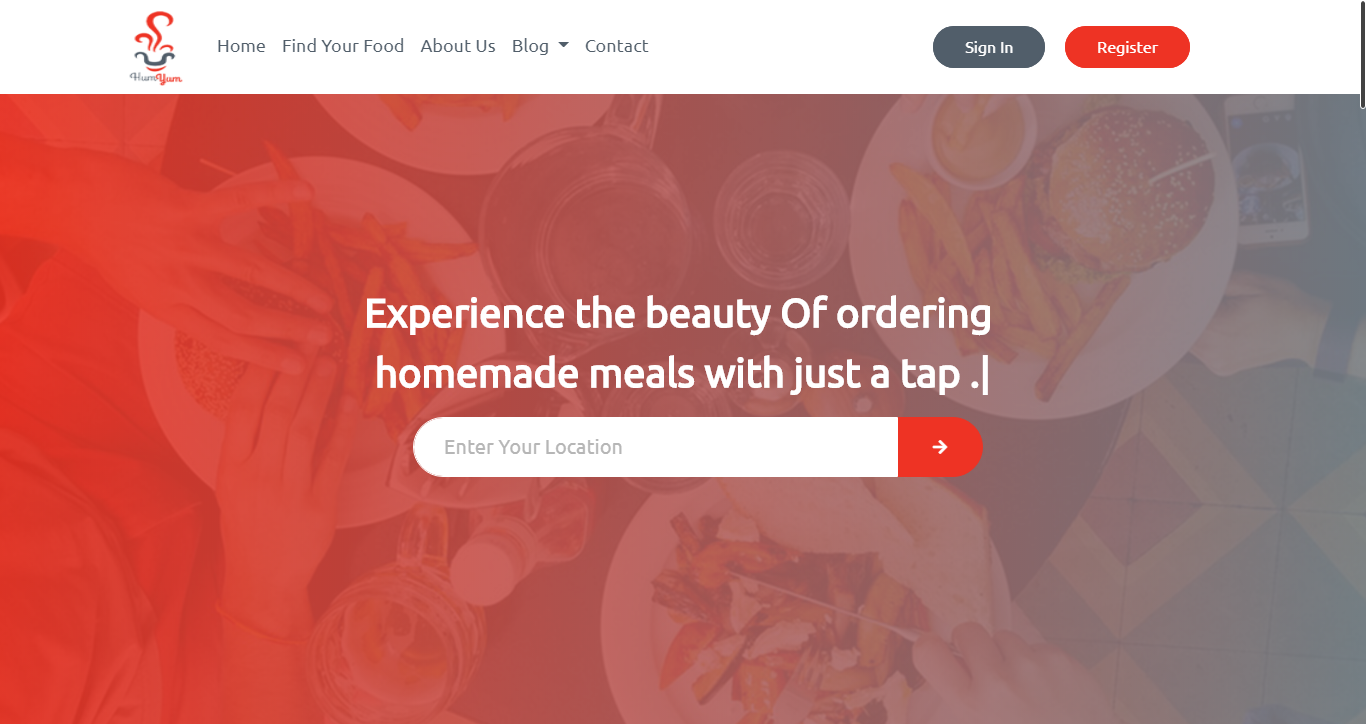 HumYum
Home Find Your Food About Us Blog Contact Sign In Register
Experience the beauty Of ordering
homemade meals with just a tap .|
Enter Your Location